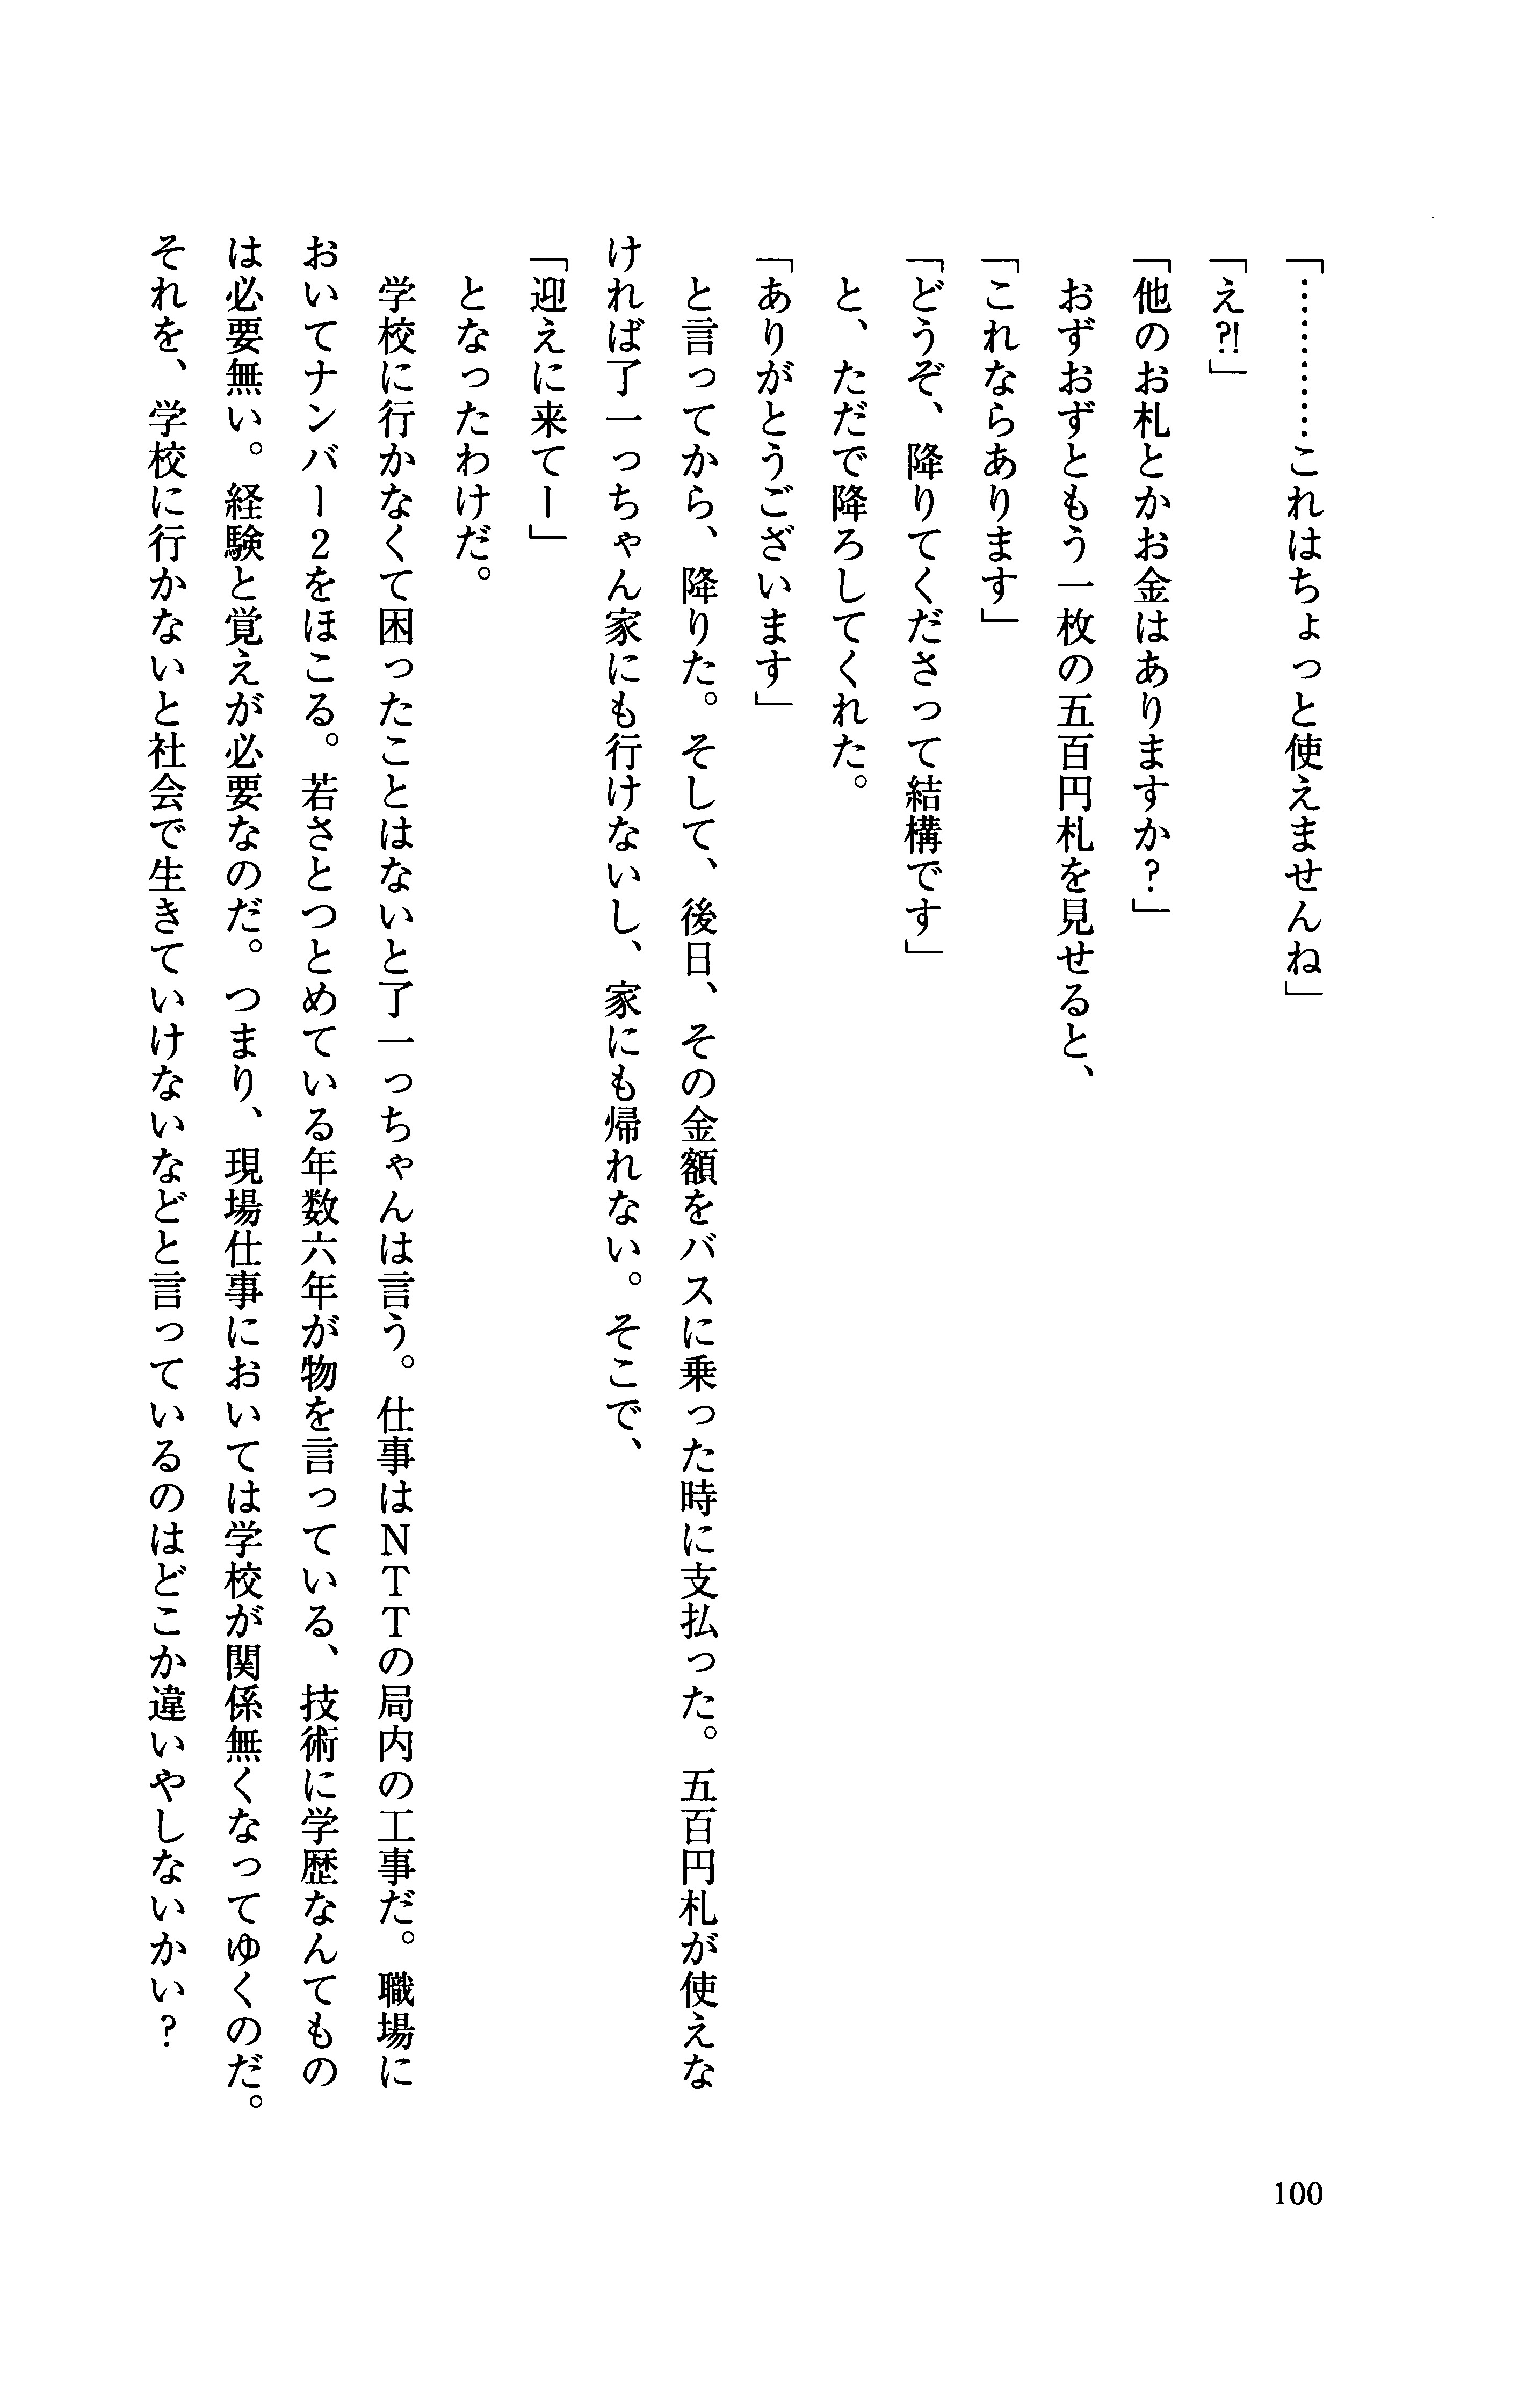 「…………これはちょっと使えませんね」
「え?!」
「他のお札とかお金はありますか?」
　おずおずともう一枚の五百円札を見せると、
「これならあります」
「どうぞ、降りてくださって結構です」
　と、ただで降ろしてくれた。
「ありがとうございます」
　と言ってから、降りた。そして、後日、その金額をバスに乗った時に支払った。五百円札が使えな
ければ了一っちゃん家にも行けないし、家にも帰れない。そこで、
「迎えに来てー」
　となったわけだ。
　学校に行かなくて困ったことはないと了一っちゃんは言う。仕事はNTTの局内の工事だ。職場に
おいてナンバー2をほこる。若さとつとめている年数六年が物を言っている、技術に学歴なんてもの
は必要無い。経験と覚えが必要なのだ。つまり、現場仕事においては学校が関係無くなってゆくのだ。
それを、学校に行かないと社会で生きていけないなどと言っているのはどこか違いやしないかい?
100